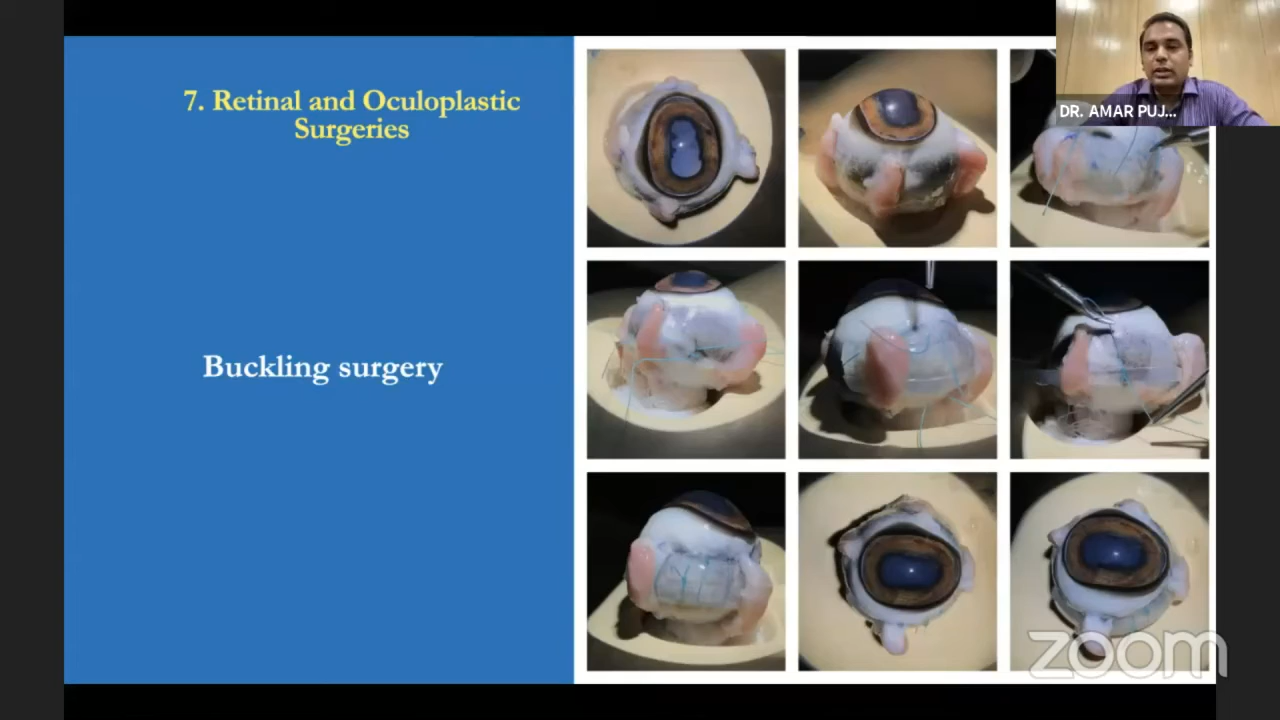 7. Retinal and Oculoplastic
Surgeries
DR. AMAR PUJ...
Buckling surgery
zoom